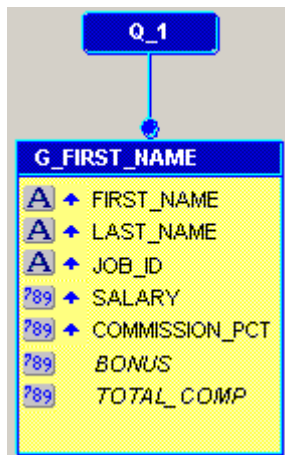 Q_1
G_FIRST_NAME
A FIRST_NAME
A LAST_NAME
A JOB_ID
789 SALARY
789 COMMISSION_PCT
789 BONUS
789 TOTAL_COMP